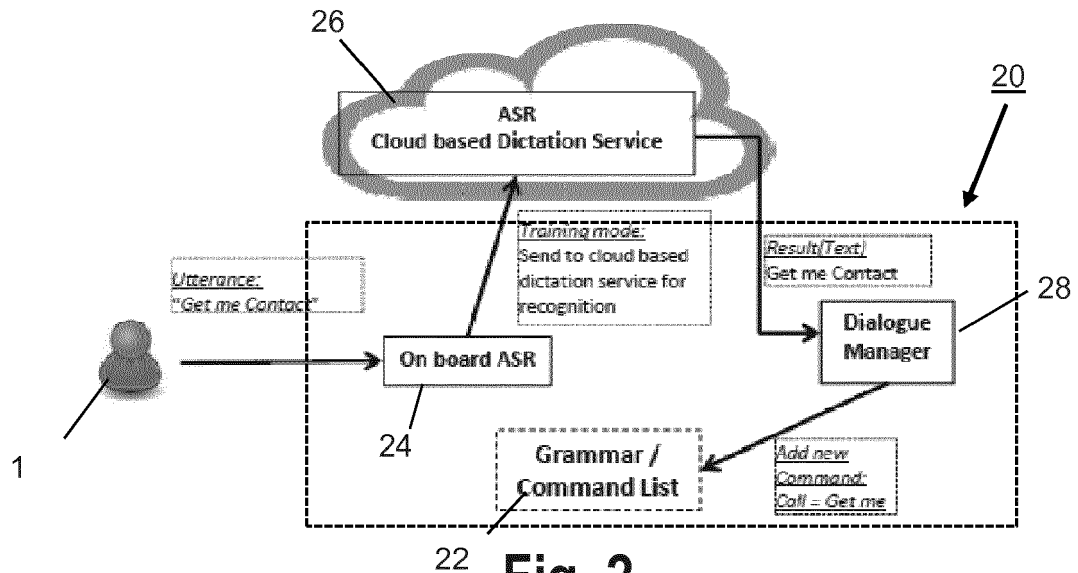 26
20
ASR
Cloud based Dictation Service
Training mode:
Send to cloud based
dictation service for
recognition
Result(Text)
Get me Contact
Utterance:
"Get me Contact"
28
Dialogue
Manager
On board ASR
24
1
Grammar /
Command List
Add new
Command:
Call = Get me
22
Fig. 2